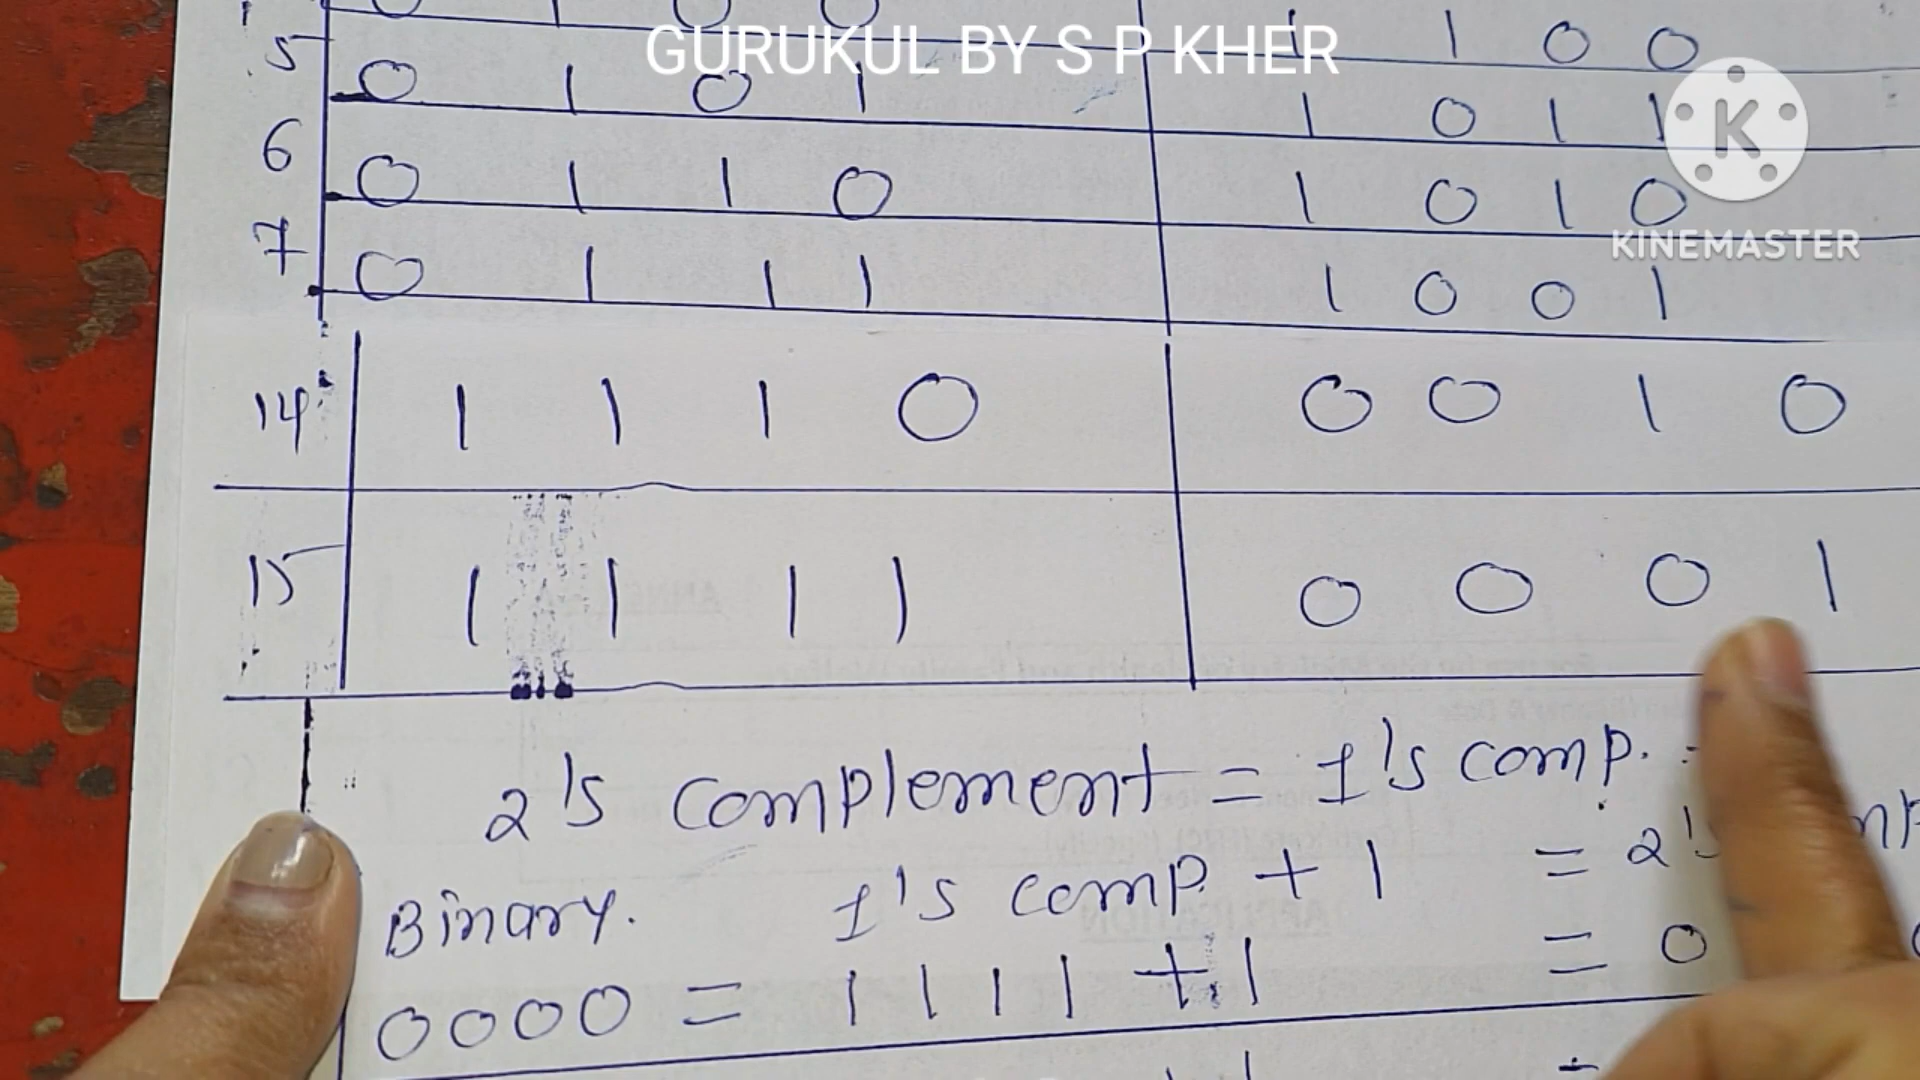 GURUKUL BY S P KHER
1 1 0 0
5 0 1 0 1 1 0 1 1
6 0 1 1 0 1 0 1 0
7 0 1 1 1 1 0 0 1
K
KINEMASTER
14 1 1 1 0 0 0 1 0
15 1 1 1 1 0 0 0 1
2's complement = 1's comp.
Binary. 1's comp. + 1 = 2's
0000 = 1111 + 1 = 0